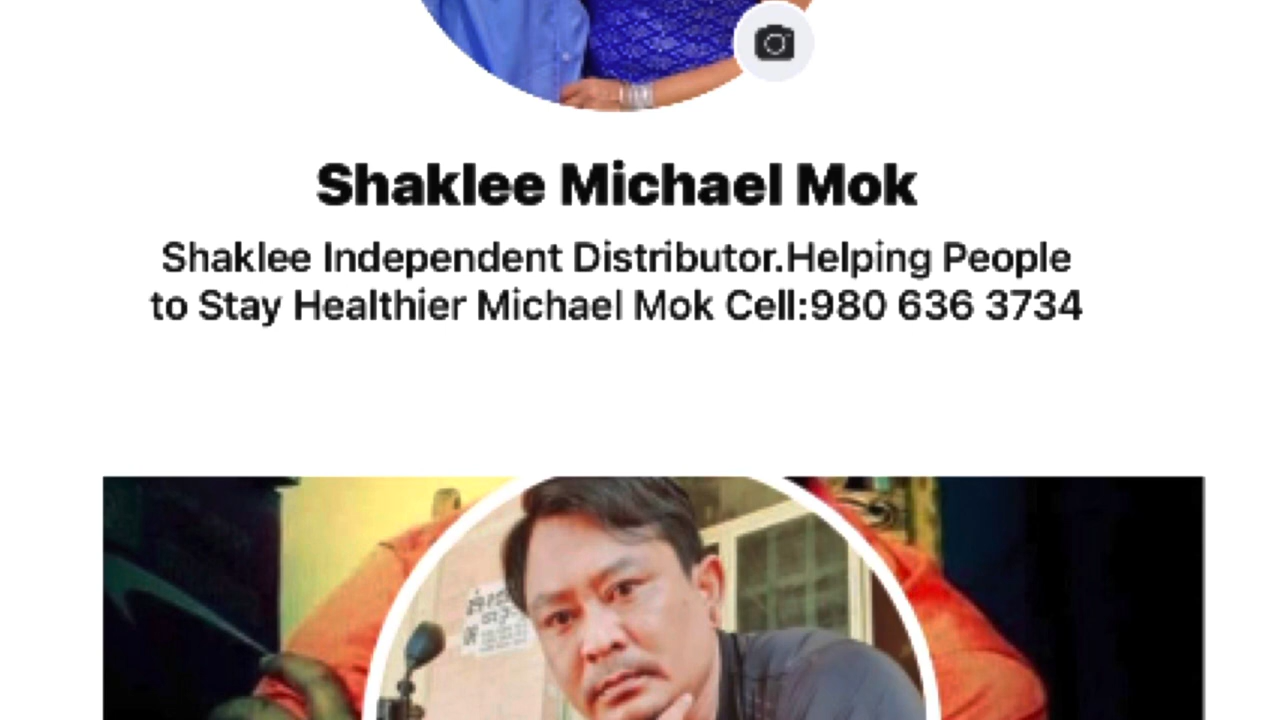 Shaklee Michael Mok
Shaklee Independent Distributor.Helping People
to Stay Healthier Michael Mok Cell:980 636 3734